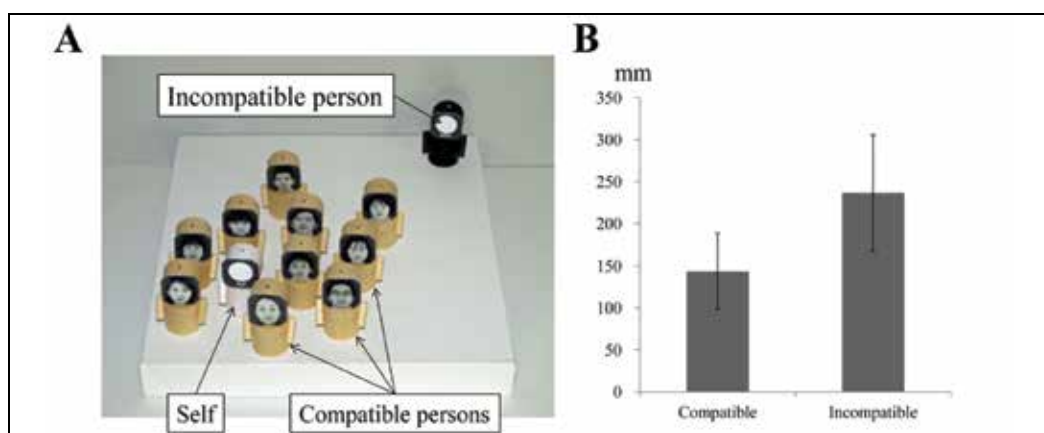 A
Incompatible person
Self
Compatible persons
B
mm
350
300
250
200
150
100
50
0
Compatible
Incompatible